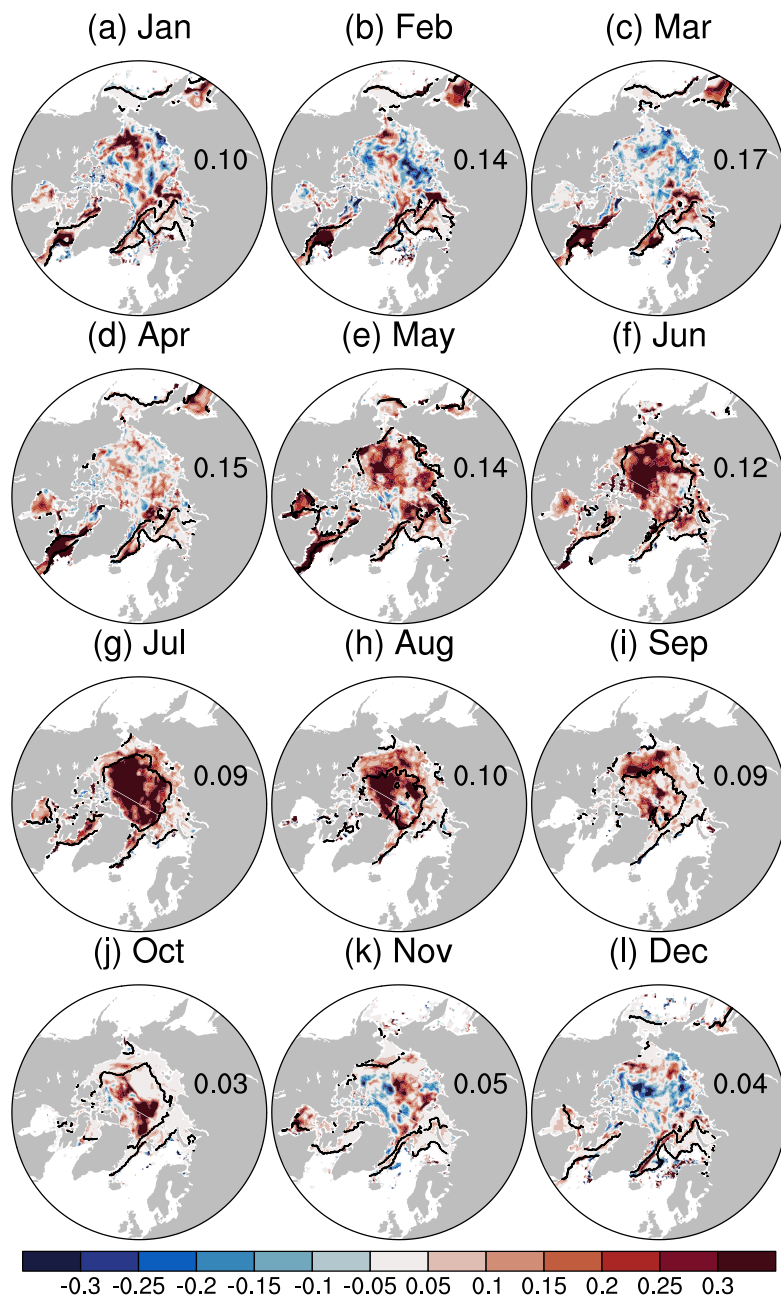 (a) Jan (b) Feb (c) Mar
0.10 0.14 0.17
(d) Apr (e) May (f) Jun
0.15 0.14 0.12
(g) Jul (h) Aug (i) Sep
0.09 0.10 0.09
(j) Oct (k) Nov (l) Dec
0.03 0.05 0.04
-0.3 -0.25 -0.2 -0.15 -0.1 -0.05 0.05 0.1 0.15 0.2 0.25 0.3